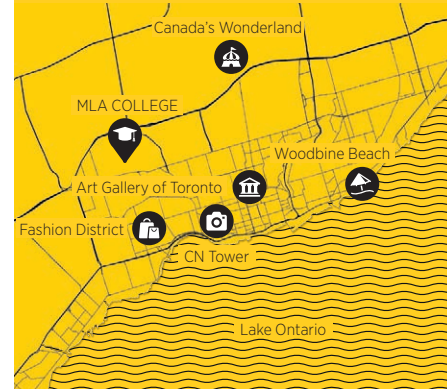 Canada's Wonderland
MLA COLLEGE
Woodbine Beach
Art Gallery of Toronto
Fashion District
CN Tower
Lake Ontario